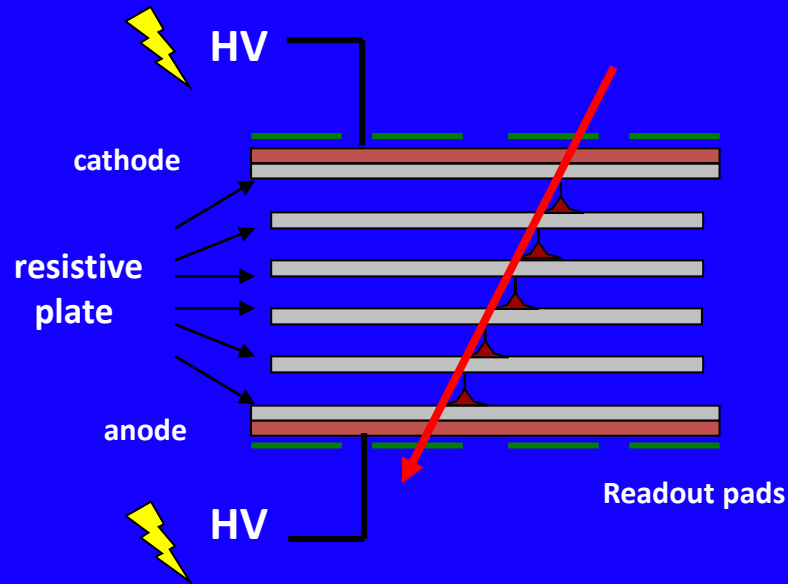 HV
cathode
resistive
plate
anode
Readout pads
HV